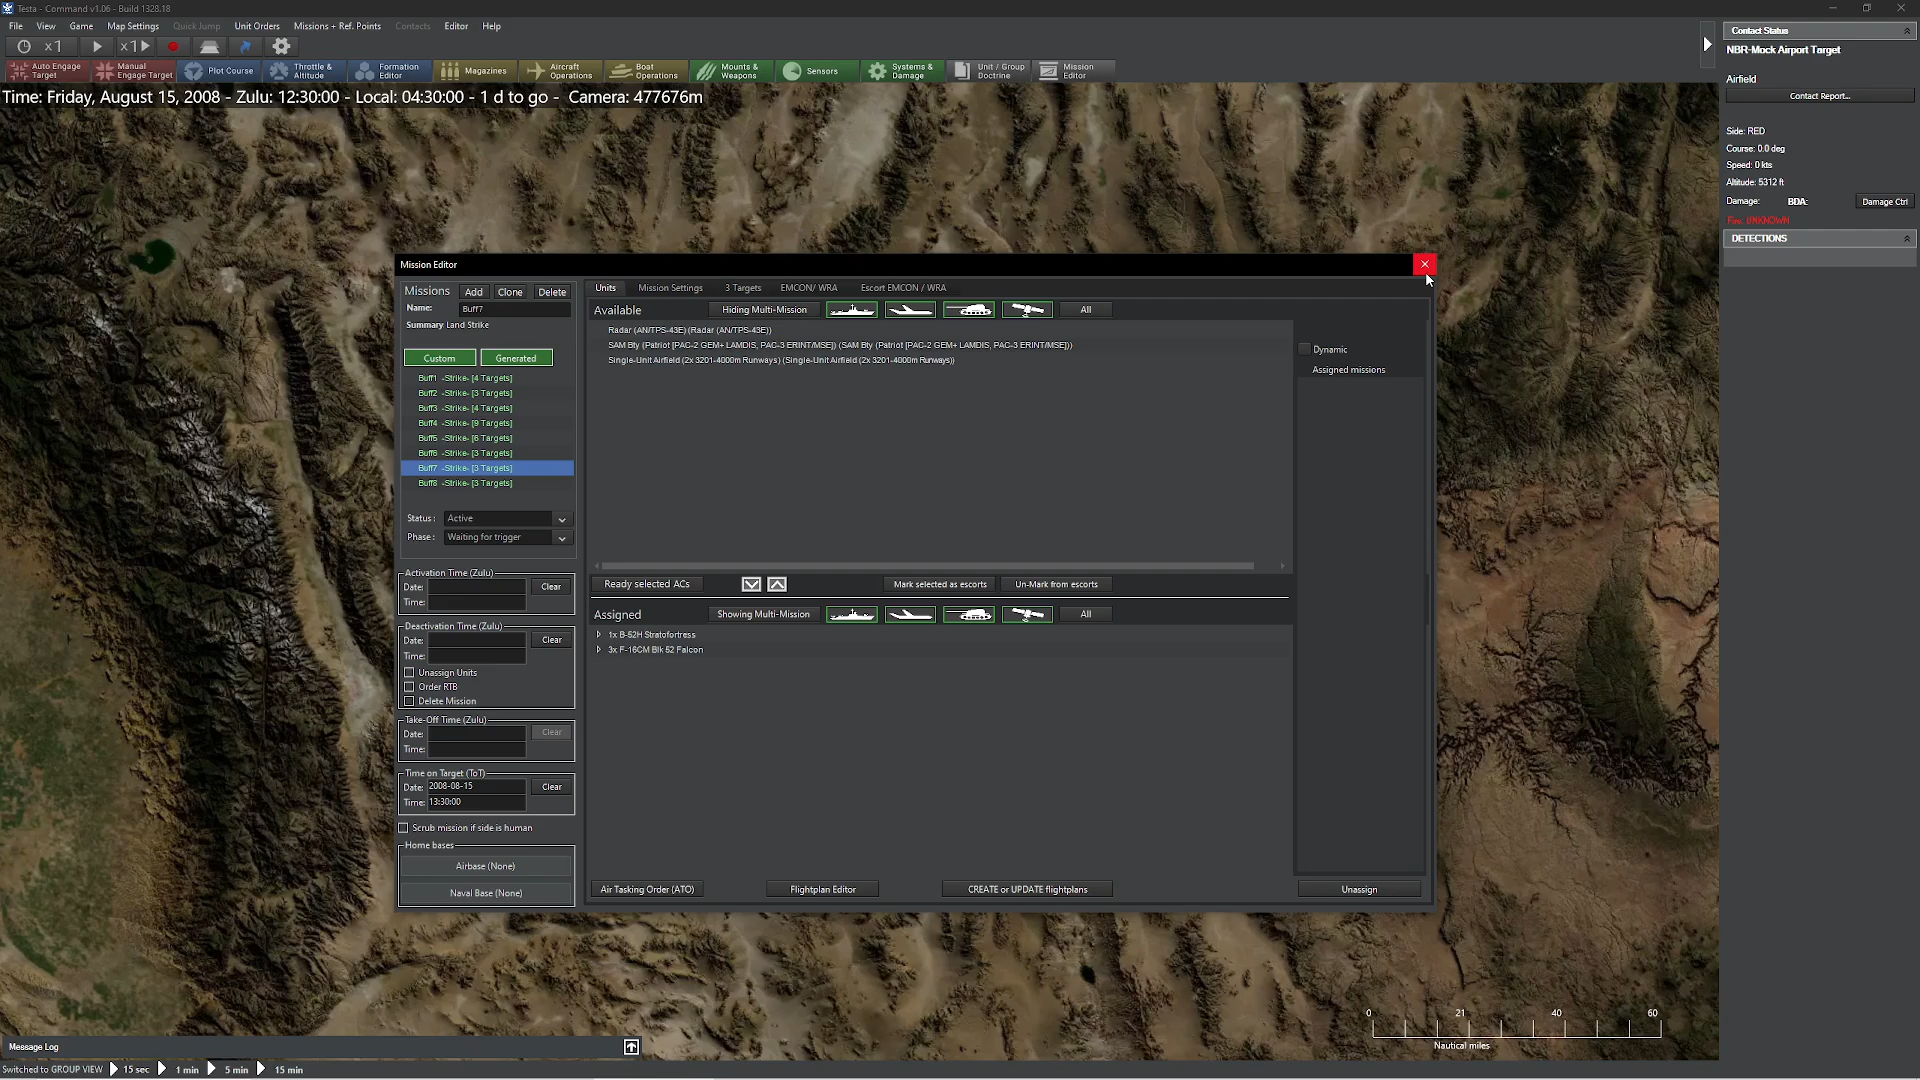 Testa - Command v1.06 - Build 1328.18
File View Game Map Settings Quick Jump Unit Orders Missions + Ref. Points Contacts Editor Help
x1 x1
Auto Engage Target
Manual Engage Target
Plot Course
Throttle & Altitude
Formation Editor
Magazines
Aircraft Operations
Boat Operations
Mounts & Weapons
Sensors
Systems & Damage
Unit / Group Doctrine
Mission Editor
Time: Friday, August 15, 2008 - Zulu: 12:30:00 - Local: 04:30:00 - 1 d to go - Camera: 477676m
Contact Status
NBR-Mock Airport Target
Airfield
Contact Report...
Side: RED
Course: 0.0 deg
Speed: 0 kts
Altitude: 5312 ft
Damage: BDA: Damage Ctrl
Fire: UNKNOWN
DETECTIONS
Mission Editor
Missions Add Clone Delete
Name: Buff7
Summary Land Strike
Custom Generated
Buff1 -Strike- [4 Targets]
Buff2 -Strike- [3 Targets]
Buff3 -Strike- [4 Targets]
Buff4 -Strike- [9 Targets]
Buff5 -Strike- [6 Targets]
Buff6 -Strike- [3 Targets]
Buff7 -Strike- [3 Targets]
Buff8 -Strike- [3 Targets]
Status: Active
Phase: Waiting for trigger
Activation Time (Zulu)
Date: Clear
Time:
Deactivation Time (Zulu)
Date: Clear
Time:
Unassign Units
Order RTB
Delete Mission
Take-Off Time (Zulu)
Date: Clear
Time:
Time on Target (ToT)
Date: 2008-08-15 Clear
Time: 13:30:00
Scrub mission if side is human
Home bases
Airbase (None)
Naval Base (None)
Units Mission Settings 3 Targets EMCON/ WRA Escort EMCON / WRA
Available Hiding Multi-Mission All
Radar (AN/TPS-43E) (Radar (AN/TPS-43E))
SAM Bty (Patriot [PAC-2 GEM+ LAMDIS, PAC-3 ERINT/MSE]) (SAM Bty (Patriot [PAC-2 GEM+ LAMDIS, PAC-3 ERINT/MSE]))
Single-Unit Airfield (2x 3201-4000m Runways) (Single-Unit Airfield (2x 3201-4000m Runways))
Dynamic
Assigned missions
Ready selected ACs Mark selected as escorts Un-Mark from escorts
Assigned Showing Multi-Mission All
1x B-52H Stratofortress
3x F-16CM Blk 52 Falcon
Air Tasking Order (ATO) Flightplan Editor CREATE or UPDATE flightplans Unassign
0 21 40 60
Nautical miles
Message Log
Switched to GROUP VIEW 15 sec 1 min 5 min 15 min